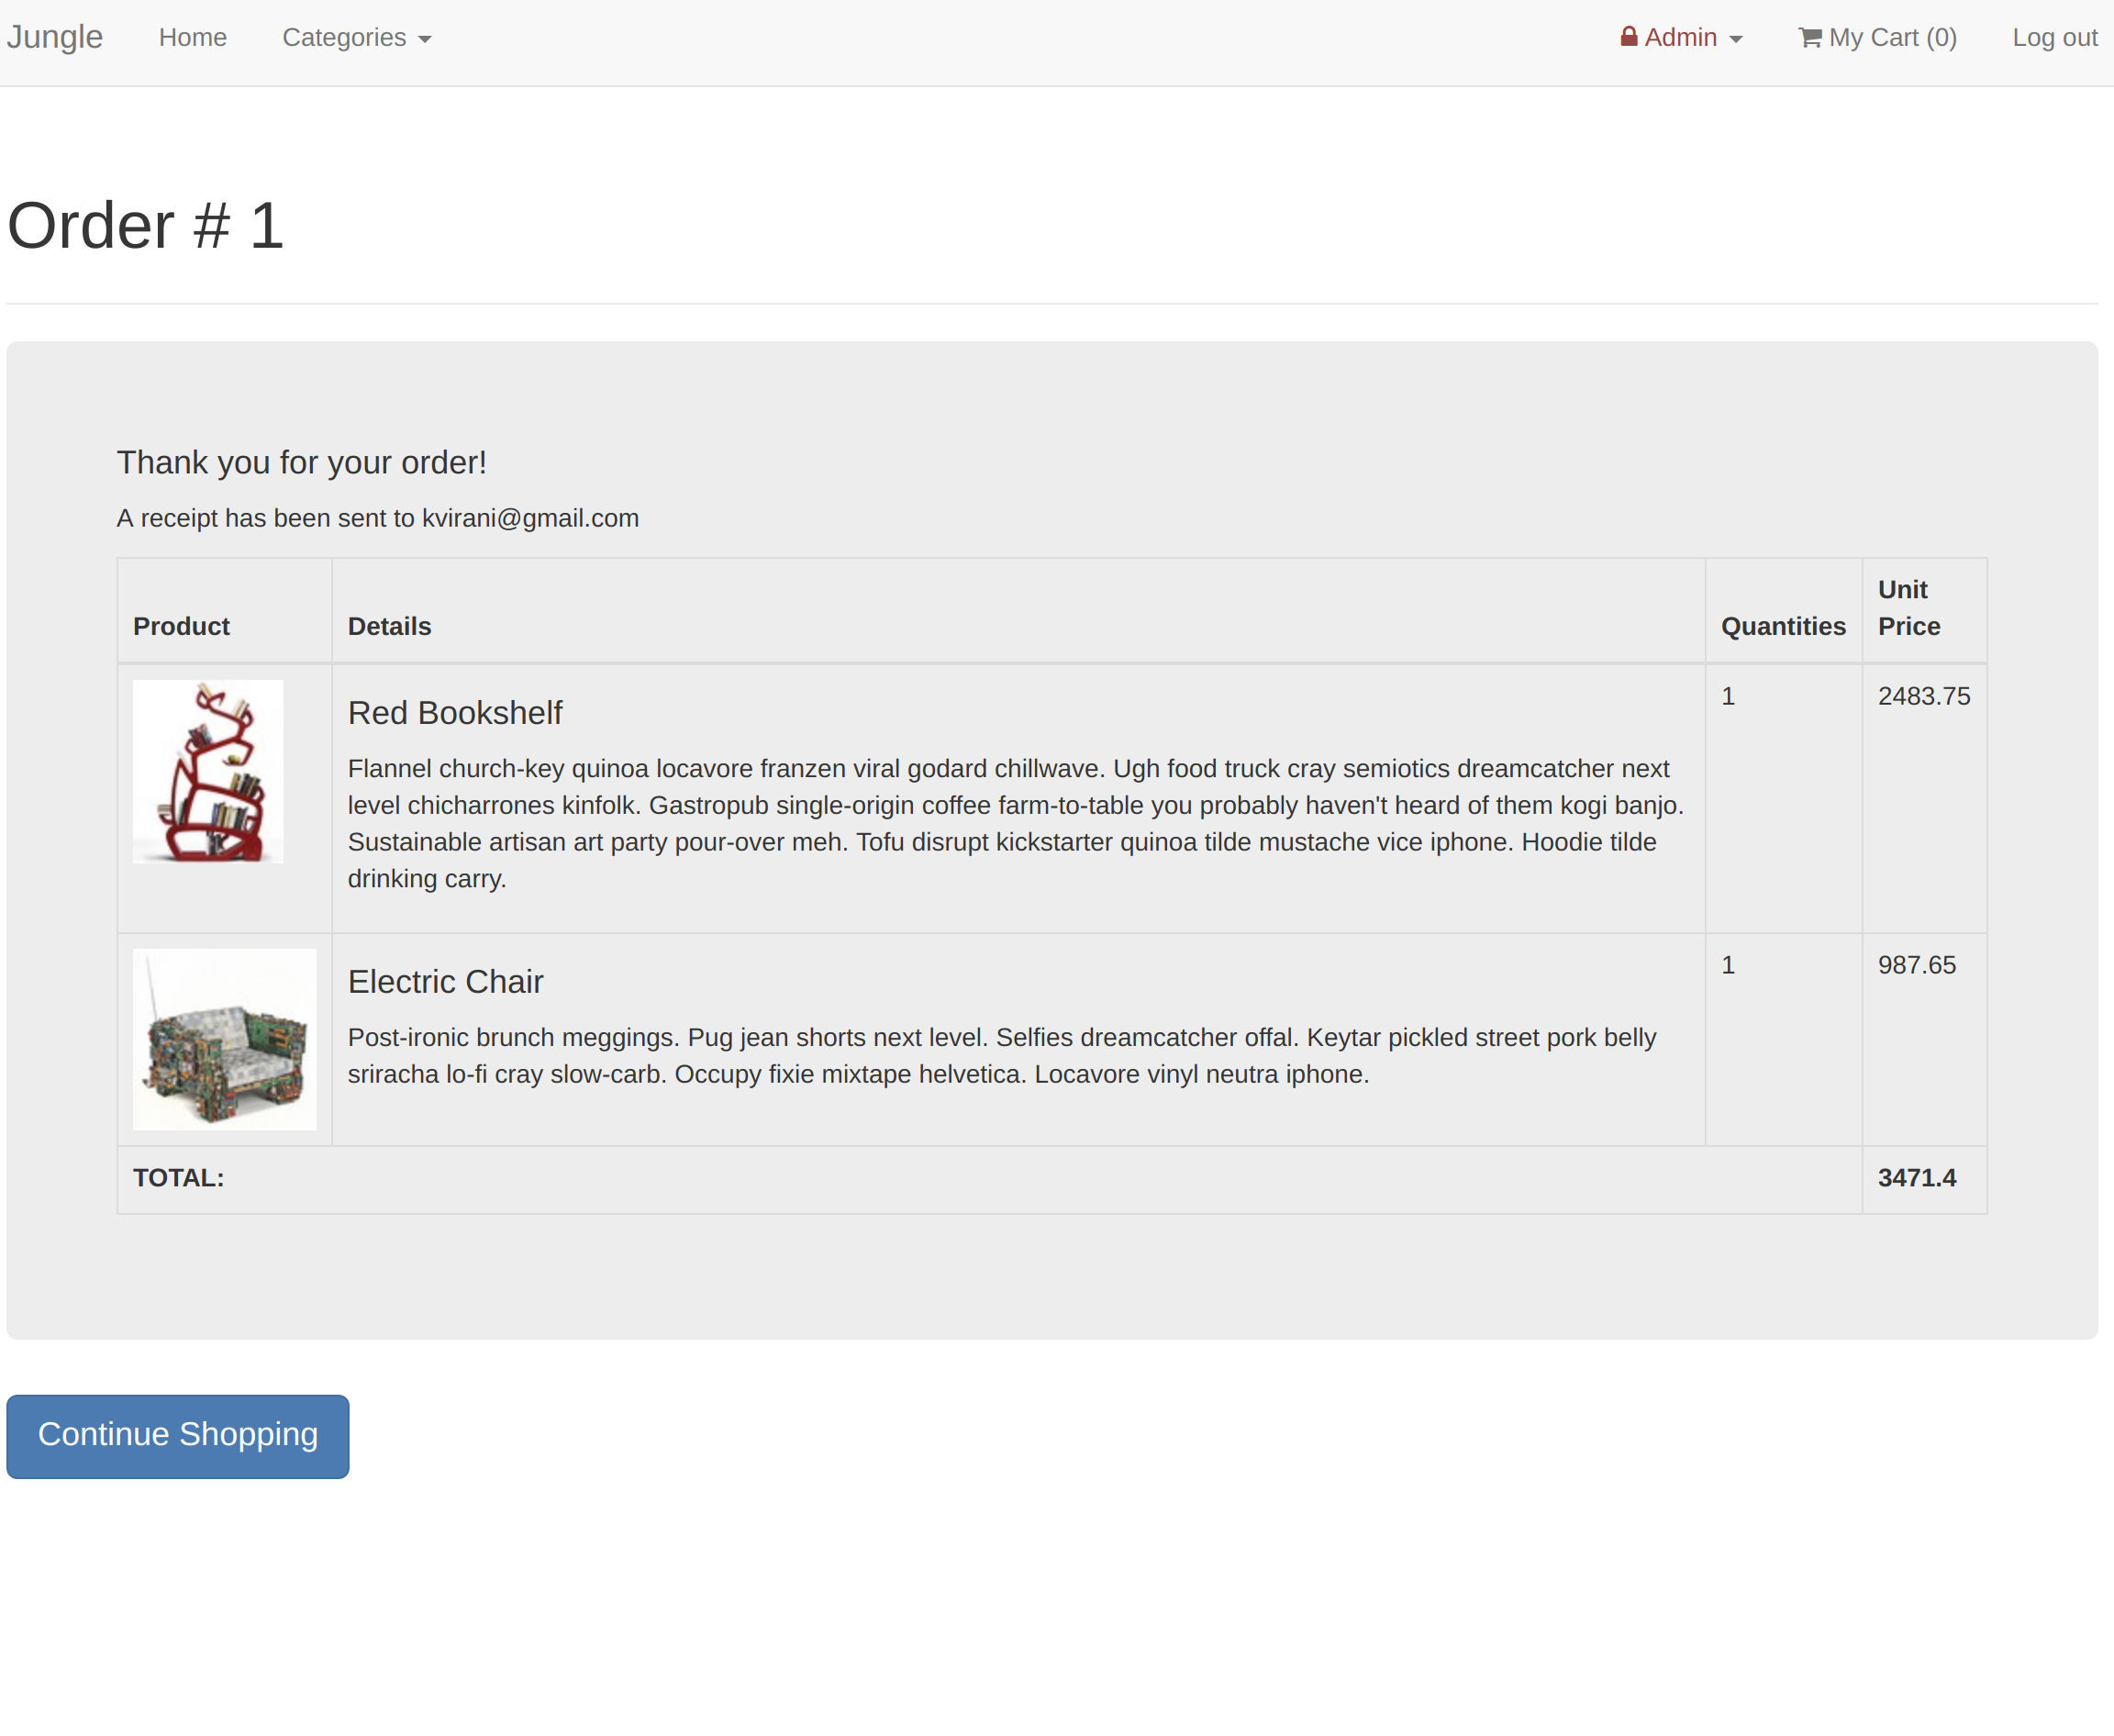 Jungle Home Categories Admin My Cart (0) Log out
Order # 1
Thank you for your order!
A receipt has been sent to kvirani@gmail.com
Product Details Quantities Unit Price
Red Bookshelf 1 2483.75
Flannel church-key quinoa locavore franzen viral godard chillwave. Ugh food truck cray semiotics dreamcatcher next
level chicharrones kinfolk. Gastropub single-origin coffee farm-to-table you probably haven't heard of them kogi banjo.
Sustainable artisan art party pour-over meh. Tofu disrupt kickstarter quinoa tilde mustache vice iphone. Hoodie tilde
drinking carry.
Electric Chair 1 987.65
Post-ironic brunch meggings. Pug jean shorts next level. Selfies dreamcatcher offal. Keytar pickled street pork belly
sriracha lo-fi cray slow-carb. Occupy fixie mixtape helvetica. Locavore vinyl neutra iphone.
TOTAL: 3471.4
Continue Shopping